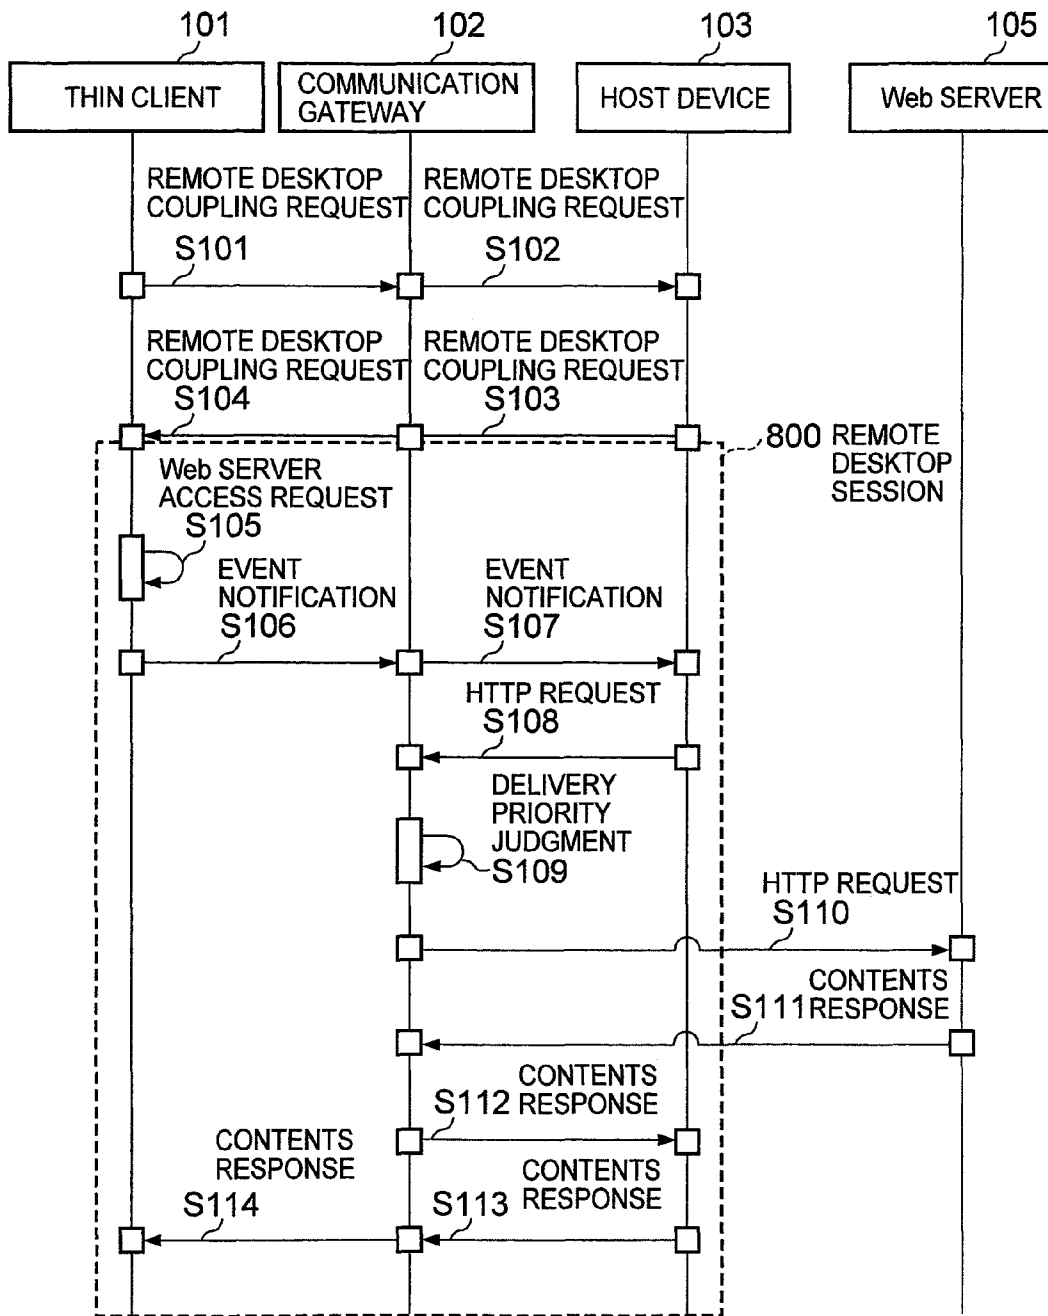 101
102
103
105
THIN CLIENT
COMMUNICATION
GATEWAY
HOST DEVICE
Web SERVER
REMOTE DESKTOP
COUPLING REQUEST
S101
REMOTE DESKTOP
COUPLING REQUEST
S102
REMOTE DESKTOP
COUPLING REQUEST
S104
REMOTE DESKTOP
COUPLING REQUEST
S103
800 REMOTE
DESKTOP
SESSION
Web SERVER
ACCESS REQUEST
S105
EVENT
NOTIFICATION
S106
EVENT
NOTIFICATION
S107
HTTP REQUEST
S108
DELIVERY
PRIORITY
JUDGMENT
S109
HTTP REQUEST
S110
CONTENTS
S111 RESPONSE
CONTENTS
S112 RESPONSE
CONTENTS
RESPONSE
S114
CONTENTS
RESPONSE
S113